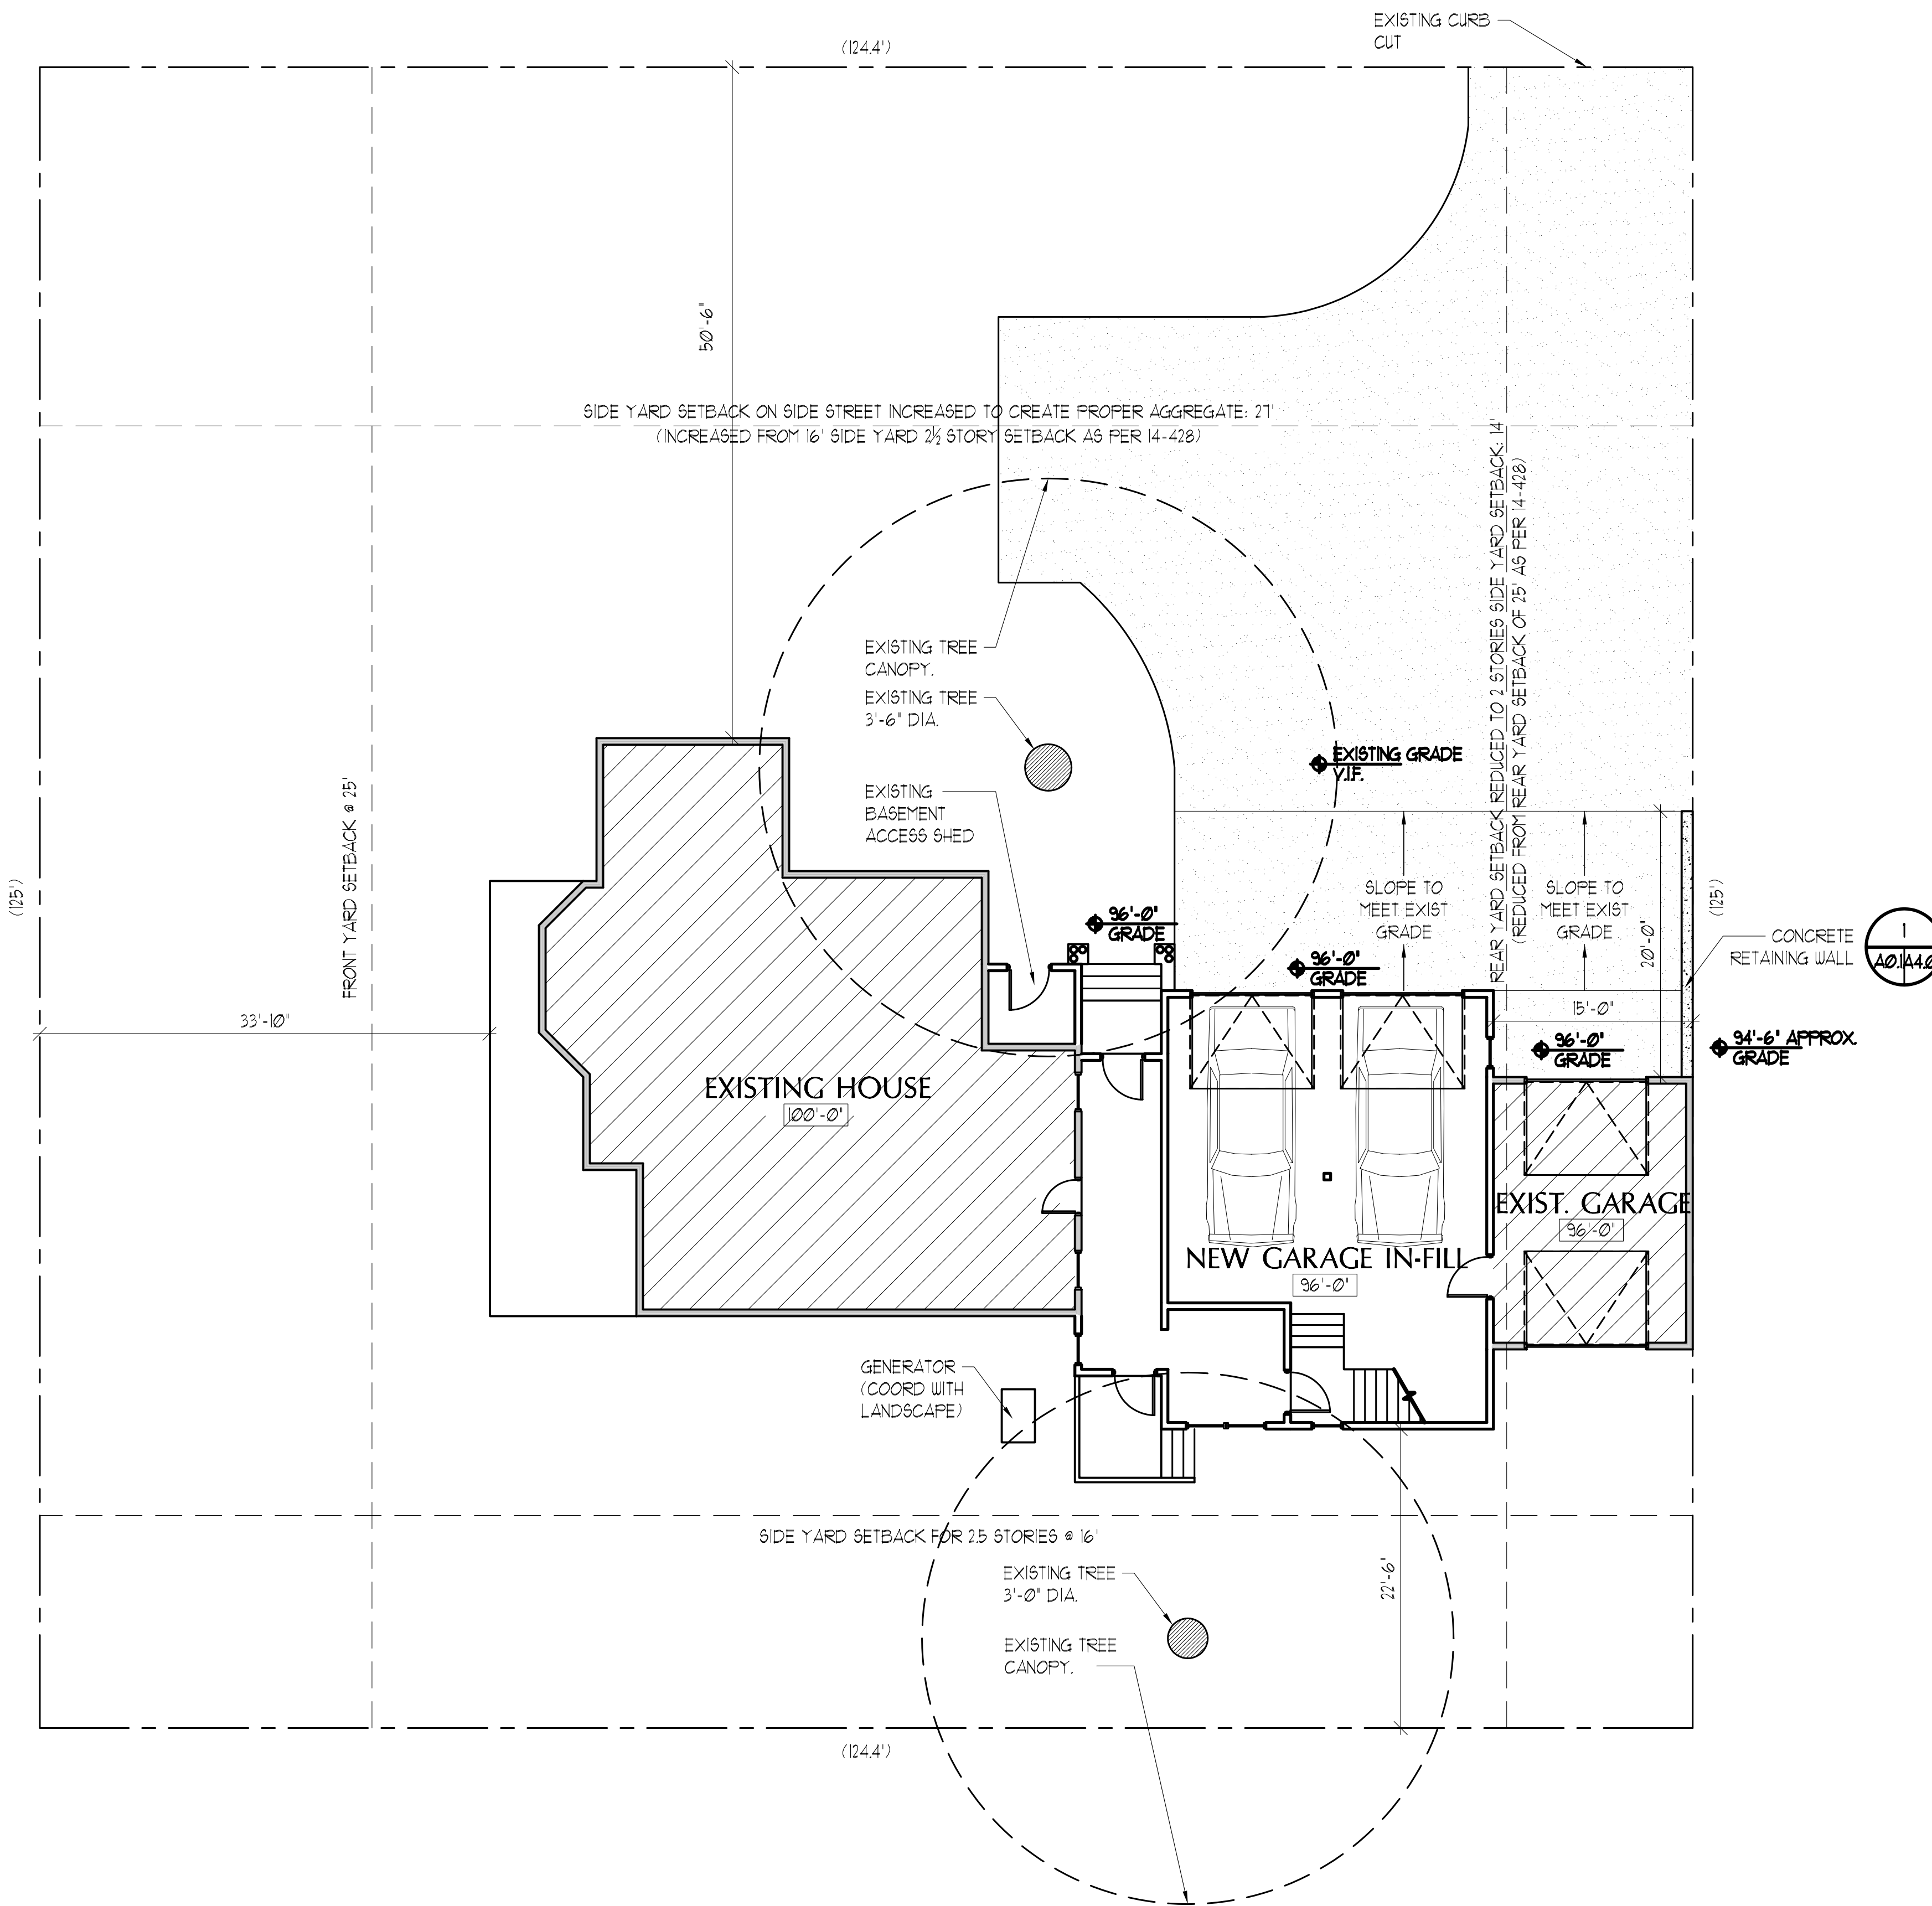 EXISTING CURB
CUT
(124.4')
50'-6"
SIDE YARD SETBACK ON SIDE STREET INCREASED TO CREATE PROPER AGGREGATE: 27'
(INCREASED FROM 16' SIDE YARD 2½ STORY SETBACK AS PER 14-428)
REAR YARD SETBACK REDUCED TO 2 STORIES SIDE YARD SETBACK: 14'
(REDUCED FROM REAR YARD SETBACK OF 25' AS PER 14-428)
EXISTING TREE
CANOPY.
EXISTING TREE
3'-6" DIA.
EXISTING GRADE
V.I.F.
EXISTING
BASEMENT
ACCESS SHED
FRONT YARD SETBACK @ 25'
(125')
SLOPE TO
MEET EXIST
GRADE
SLOPE TO
MEET EXIST
GRADE
20'-0"
(125')
96'-0"
GRADE
96'-0"
GRADE
CONCRETE
RETAINING WALL
1
A0.1
A4.0
33'-10"
15'-0"
96'-0"
GRADE
94'-6" APPROX.
GRADE
EXISTING HOUSE
100'-0"
EXIST. GARAGE
96'-0"
NEW GARAGE IN-FILL
96'-0"
GENERATOR
(COORD WITH
LANDSCAPE)
SIDE YARD SETBACK FOR 2.5 STORIES @ 16'
EXISTING TREE
3'-0" DIA.
22'-6"
EXISTING TREE
CANOPY.
(124.4')